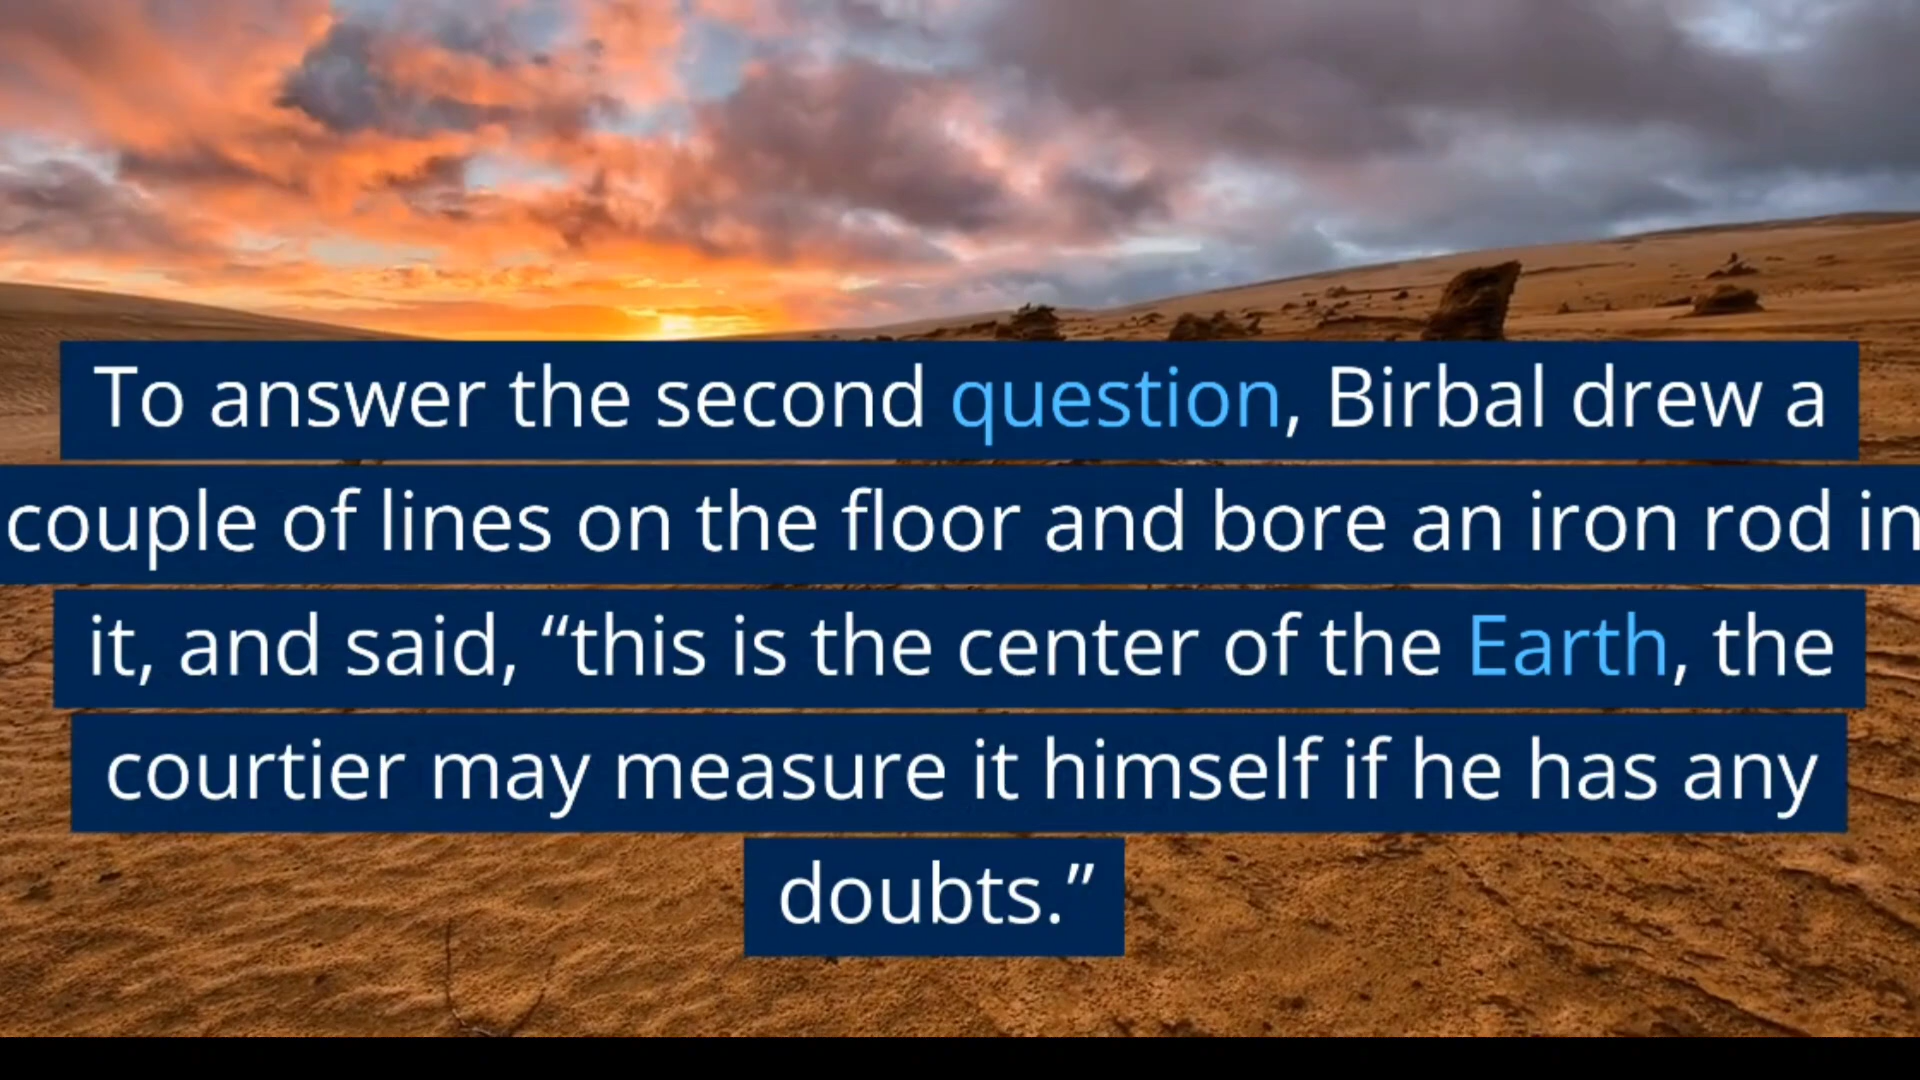 To answer the second question, Birbal drew a
couple of lines on the floor and bore an iron rod in
it, and said, “this is the center of the Earth, the
courtier may measure it himself if he has any
doubts.”